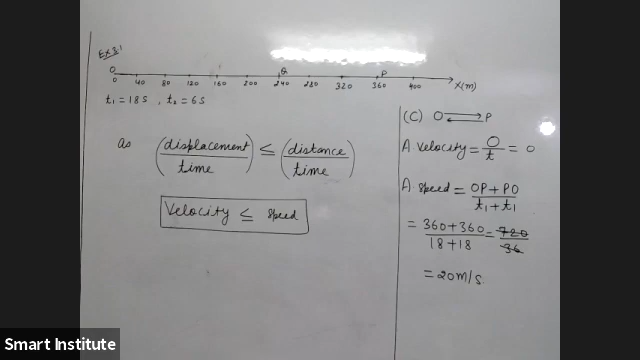 Ex 3.1
O Q P
0 40 80 120 160 200 240 280 320 360 400 X(m)
t₁ = 18 s , t₂ = 6 s
as (displacement/time) ≤ (distance/time)
Velocity ≤ speed
(C) O ⇄ P
A. velocity = O/t = 0
A. speed = OP + PO / t₁ + t₁
= 360+360 / 18+18 = 720/36
= 20 m/s
Smart Institute